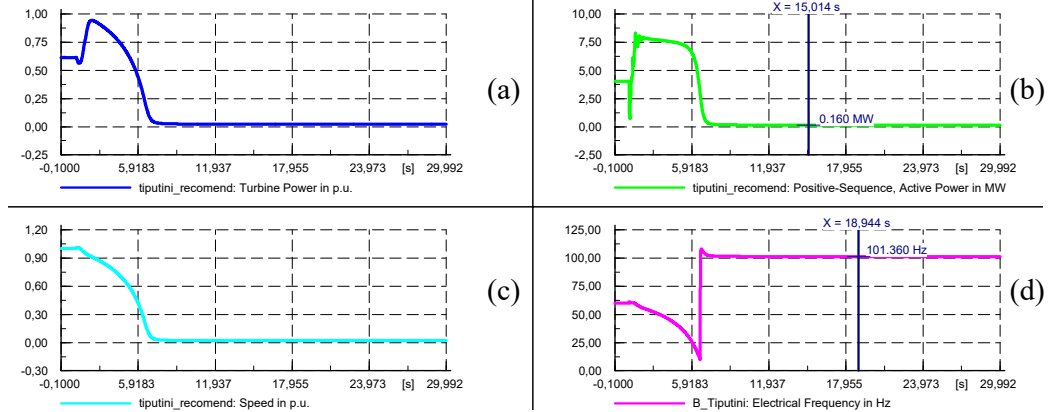 1,00
0,75
0,50
0,25
0,00
-0,25
-0,1000 5,9183 11,937 17,955 23,973 [s] 29,992
tiputini_recomend: Turbine Power in p.u.
(a)
X = 15,014 s
10,00
7,50
5,00
2,50
0,00
-2,50
0.160 MW
-0,1000 5,9183 11,937 17,955 23,973 [s] 29,992
tiputini_recomend: Positive-Sequence, Active Power in MW
(b)
1,20
0,90
0,60
0,30
0,00
-0,30
-0,1000 5,9183 11,937 17,955 23,973 [s] 29,992
tiputini_recomend: Speed in p.u.
(c)
X = 18,944 s
125,00
100,00
75,00
50,00
25,00
0,00
101.360 Hz
-0,1000 5,9183 11,937 17,955 23,973 [s] 29,992
B_Tiputini: Electrical Frequency in Hz
(d)